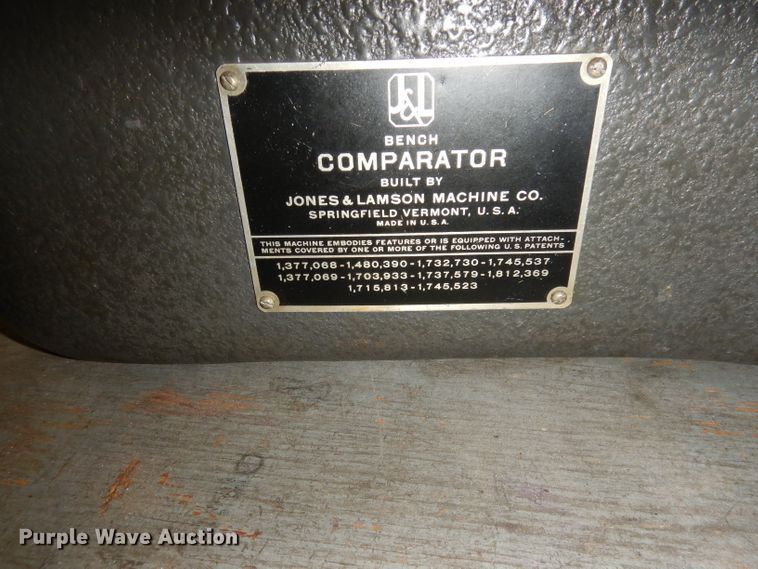 J&L
BENCH
COMPARATOR
BUILT BY
JONES & LAMSON MACHINE CO.
SPRINGFIELD VERMONT, U.S.A.
MADE IN U.S.A.
THIS MACHINE EMBODIES FEATURES OR IS EQUIPPED WITH ATTACH-
MENTS COVERED BY ONE OR MORE OF THE FOLLOWING U.S. PATENTS
1,377,068-1,480,390-1,732,730-1,745,537
1,377,069-1,703,933-1,737,579-1,812,369
1,715,813-1,745,523
Purple Wave Auction